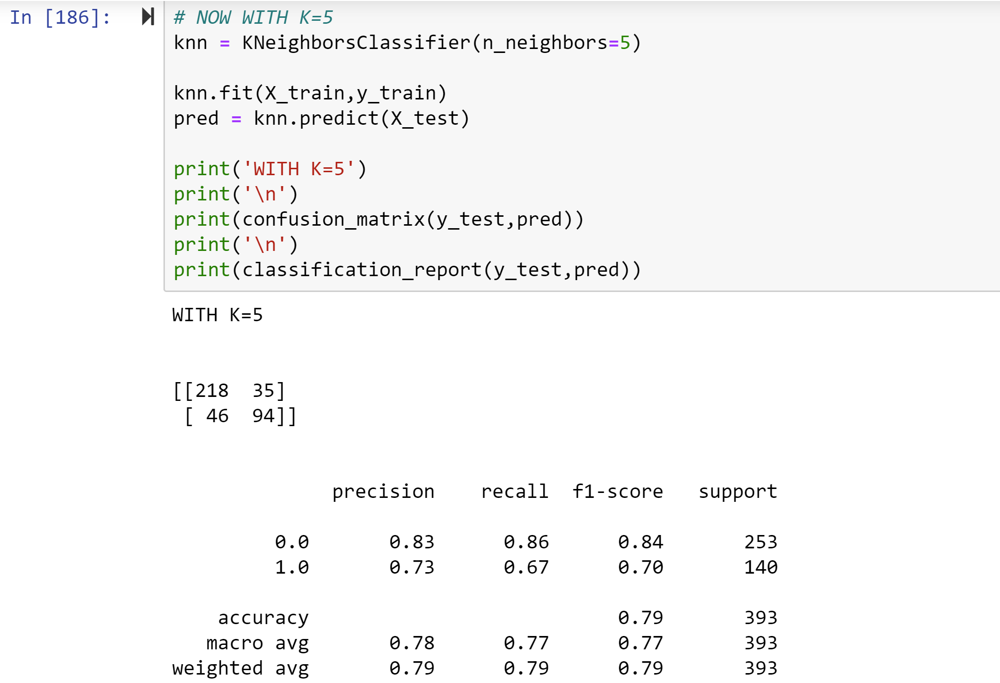 In [186]:
# NOW WITH K=5
knn = KNeighborsClassifier(n_neighbors=5)
knn.fit(X_train,y_train)
pred = knn.predict(X_test)
print('WITH K=5')
print('\n')
print(confusion_matrix(y_test,pred))
print('\n')
print(classification_report(y_test,pred))
WITH K=5
[[218  35]
 [ 46  94]]
precision    recall  f1-score   support
0.0       0.83      0.86      0.84       253
1.0       0.73      0.67      0.70       140
accuracy                           0.79       393
macro avg       0.78      0.77      0.77       393
weighted avg       0.79      0.79      0.79       393